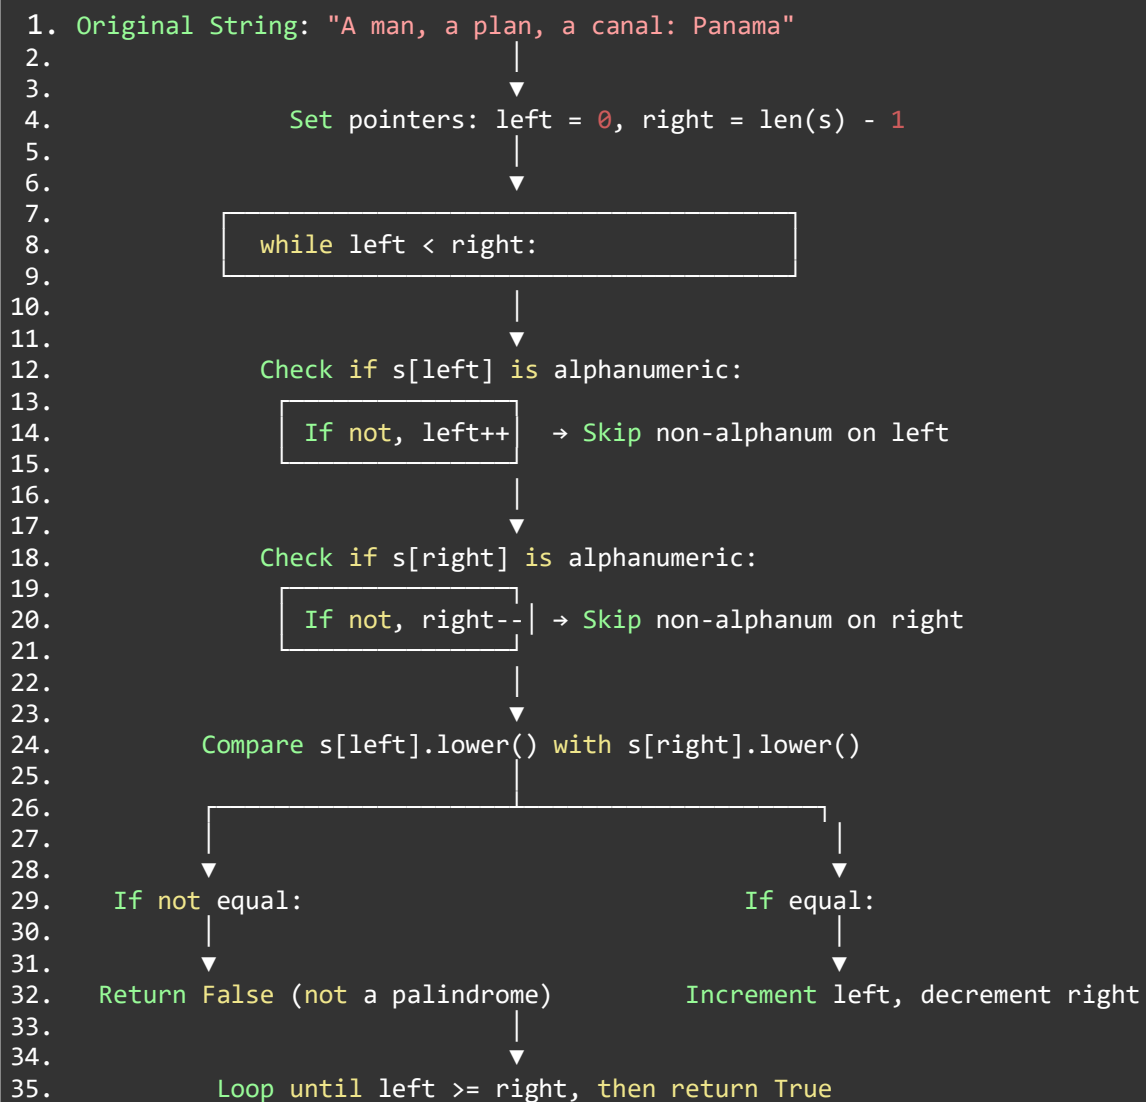 1. Original String: "A man, a plan, a canal: Panama"
2. │
3. ▼
4. Set pointers: left = 0, right = len(s) - 1
5. │
6. ▼
7. ┌──────────────────────────────────────┐
8. │ while left < right: │
9. └──────────────────────────────────────┘
10. │
11. ▼
12. Check if s[left] is alphanumeric:
13. ┌───────────────┐
14. │ If not, left++│ → Skip non-alphanum on left
15. └───────────────┘
16. │
17. ▼
18. Check if s[right] is alphanumeric:
19. ┌───────────────┐
20. │ If not, right--│ → Skip non-alphanum on right
21. └───────────────┘
22. │
23. ▼
24. Compare s[left].lower() with s[right].lower()
25. │
26. ┌────────────────────┴────────────────────┐
27. │ │
28. ▼ ▼
29. If not equal: If equal:
30. │ │
31. ▼ ▼
32. Return False (not a palindrome) Increment left, decrement right
33. │
34. ▼
35. Loop until left >= right, then return True